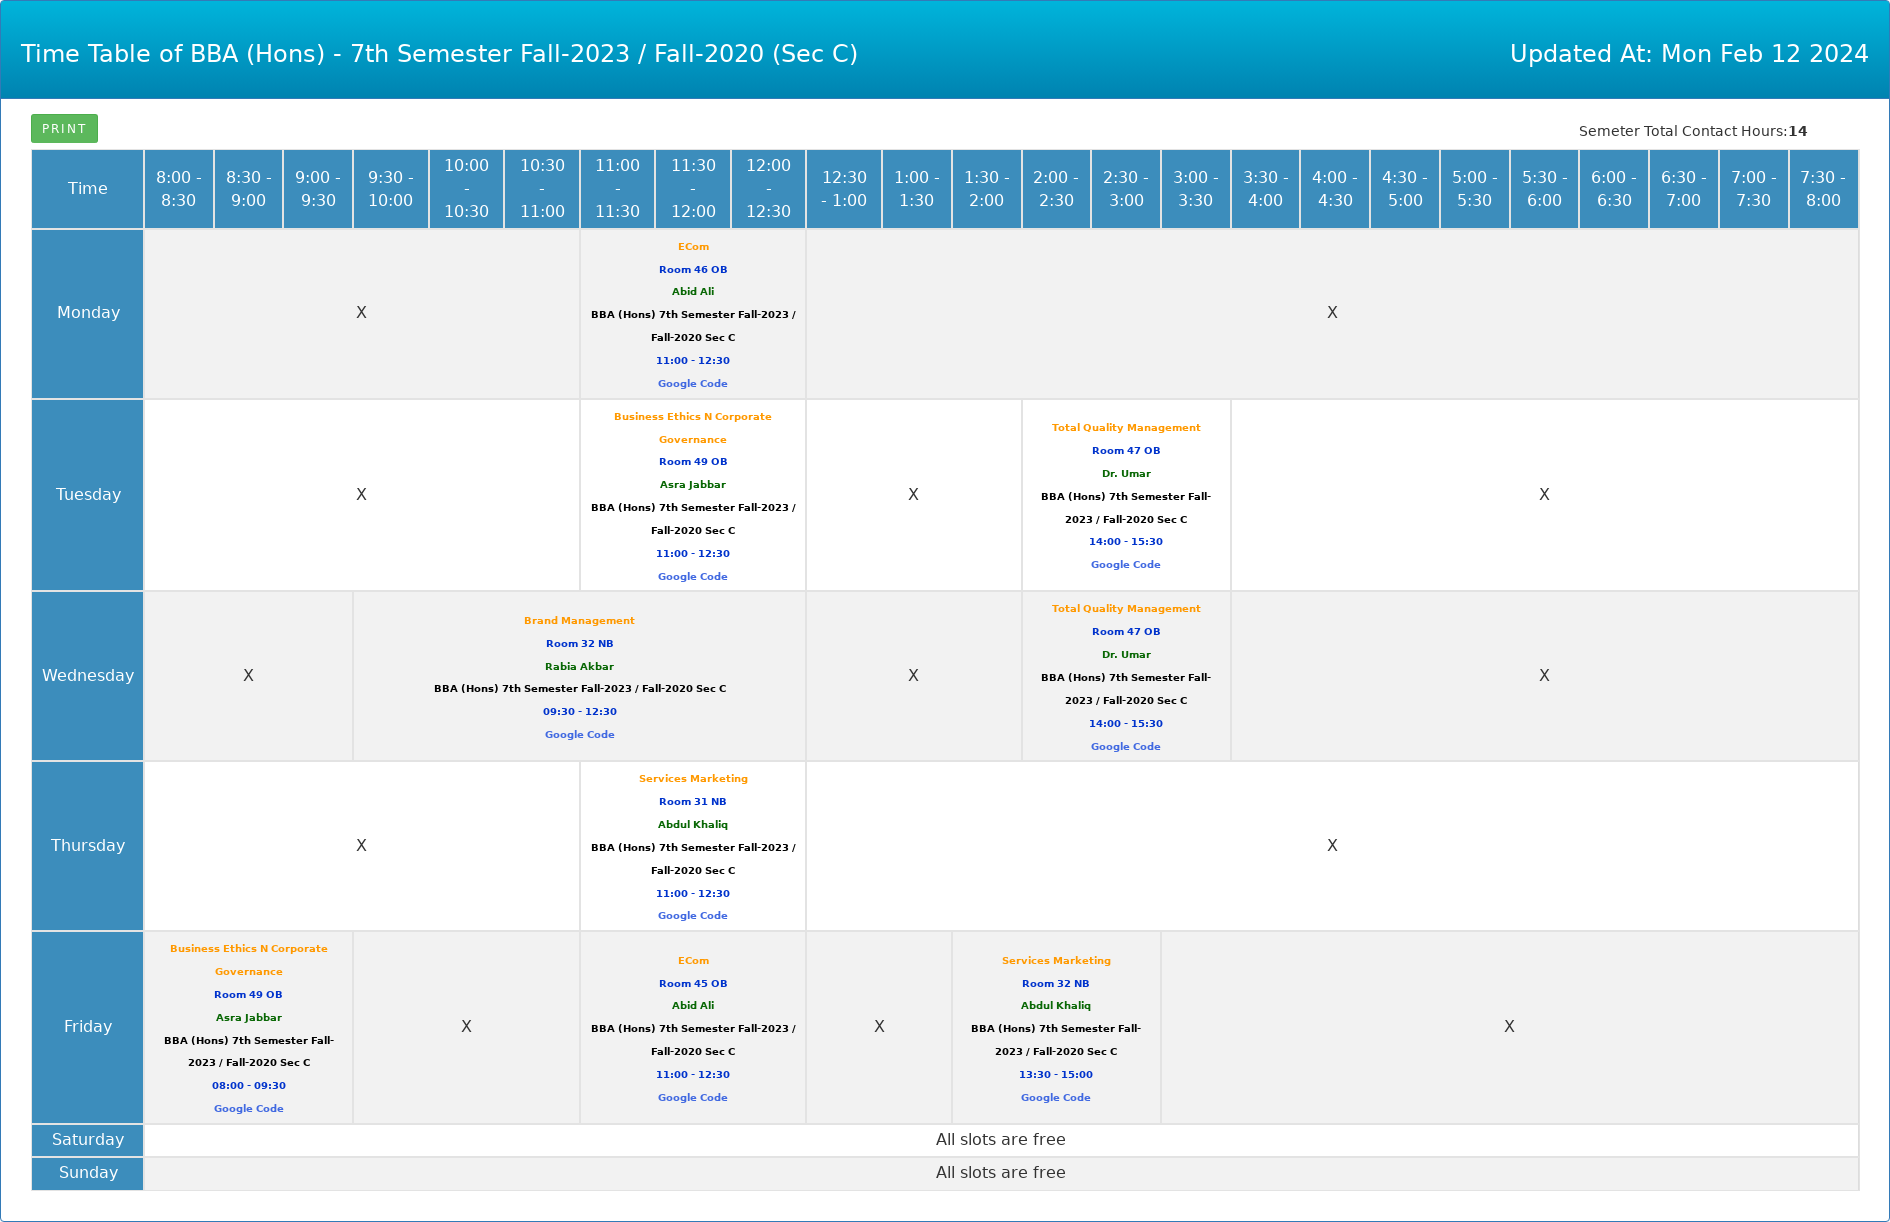 Time Table of BBA (Hons) - 7th Semester Fall-2023 / Fall-2020 (Sec C)
Updated At: Mon Feb 12 2024
PRINT
Semeter Total Contact Hours:14
Time
8:00 -
8:30
8:30 -
9:00
9:00 -
9:30
9:30 -
10:00
10:00
-
10:30
10:30
-
11:00
11:00
-
11:30
11:30
-
12:00
12:00
-
12:30
12:30
- 1:00
1:00 -
1:30
1:30 -
2:00
2:00 -
2:30
2:30 -
3:00
3:00 -
3:30
3:30 -
4:00
4:00 -
4:30
4:30 -
5:00
5:00 -
5:30
5:30 -
6:00
6:00 -
6:30
6:30 -
7:00
7:00 -
7:30
7:30 -
8:00
Monday
X
ECom
Room 46 OB
Abid Ali
BBA (Hons) 7th Semester Fall-2023 /
Fall-2020 Sec C
11:00 - 12:30
Google Code
X
Tuesday
X
Business Ethics N Corporate
Governance
Room 49 OB
Asra Jabbar
BBA (Hons) 7th Semester Fall-2023 /
Fall-2020 Sec C
11:00 - 12:30
Google Code
X
Total Quality Management
Room 47 OB
Dr. Umar
BBA (Hons) 7th Semester Fall-
2023 / Fall-2020 Sec C
14:00 - 15:30
Google Code
X
Wednesday
X
Brand Management
Room 32 NB
Rabia Akbar
BBA (Hons) 7th Semester Fall-2023 / Fall-2020 Sec C
09:30 - 12:30
Google Code
X
Total Quality Management
Room 47 OB
Dr. Umar
BBA (Hons) 7th Semester Fall-
2023 / Fall-2020 Sec C
14:00 - 15:30
Google Code
X
Thursday
X
Services Marketing
Room 31 NB
Abdul Khaliq
BBA (Hons) 7th Semester Fall-2023 /
Fall-2020 Sec C
11:00 - 12:30
Google Code
X
Friday
Business Ethics N Corporate
Governance
Room 49 OB
Asra Jabbar
BBA (Hons) 7th Semester Fall-
2023 / Fall-2020 Sec C
08:00 - 09:30
Google Code
X
ECom
Room 45 OB
Abid Ali
BBA (Hons) 7th Semester Fall-2023 /
Fall-2020 Sec C
11:00 - 12:30
Google Code
X
Services Marketing
Room 32 NB
Abdul Khaliq
BBA (Hons) 7th Semester Fall-
2023 / Fall-2020 Sec C
13:30 - 15:00
Google Code
X
Saturday
All slots are free
Sunday
All slots are free